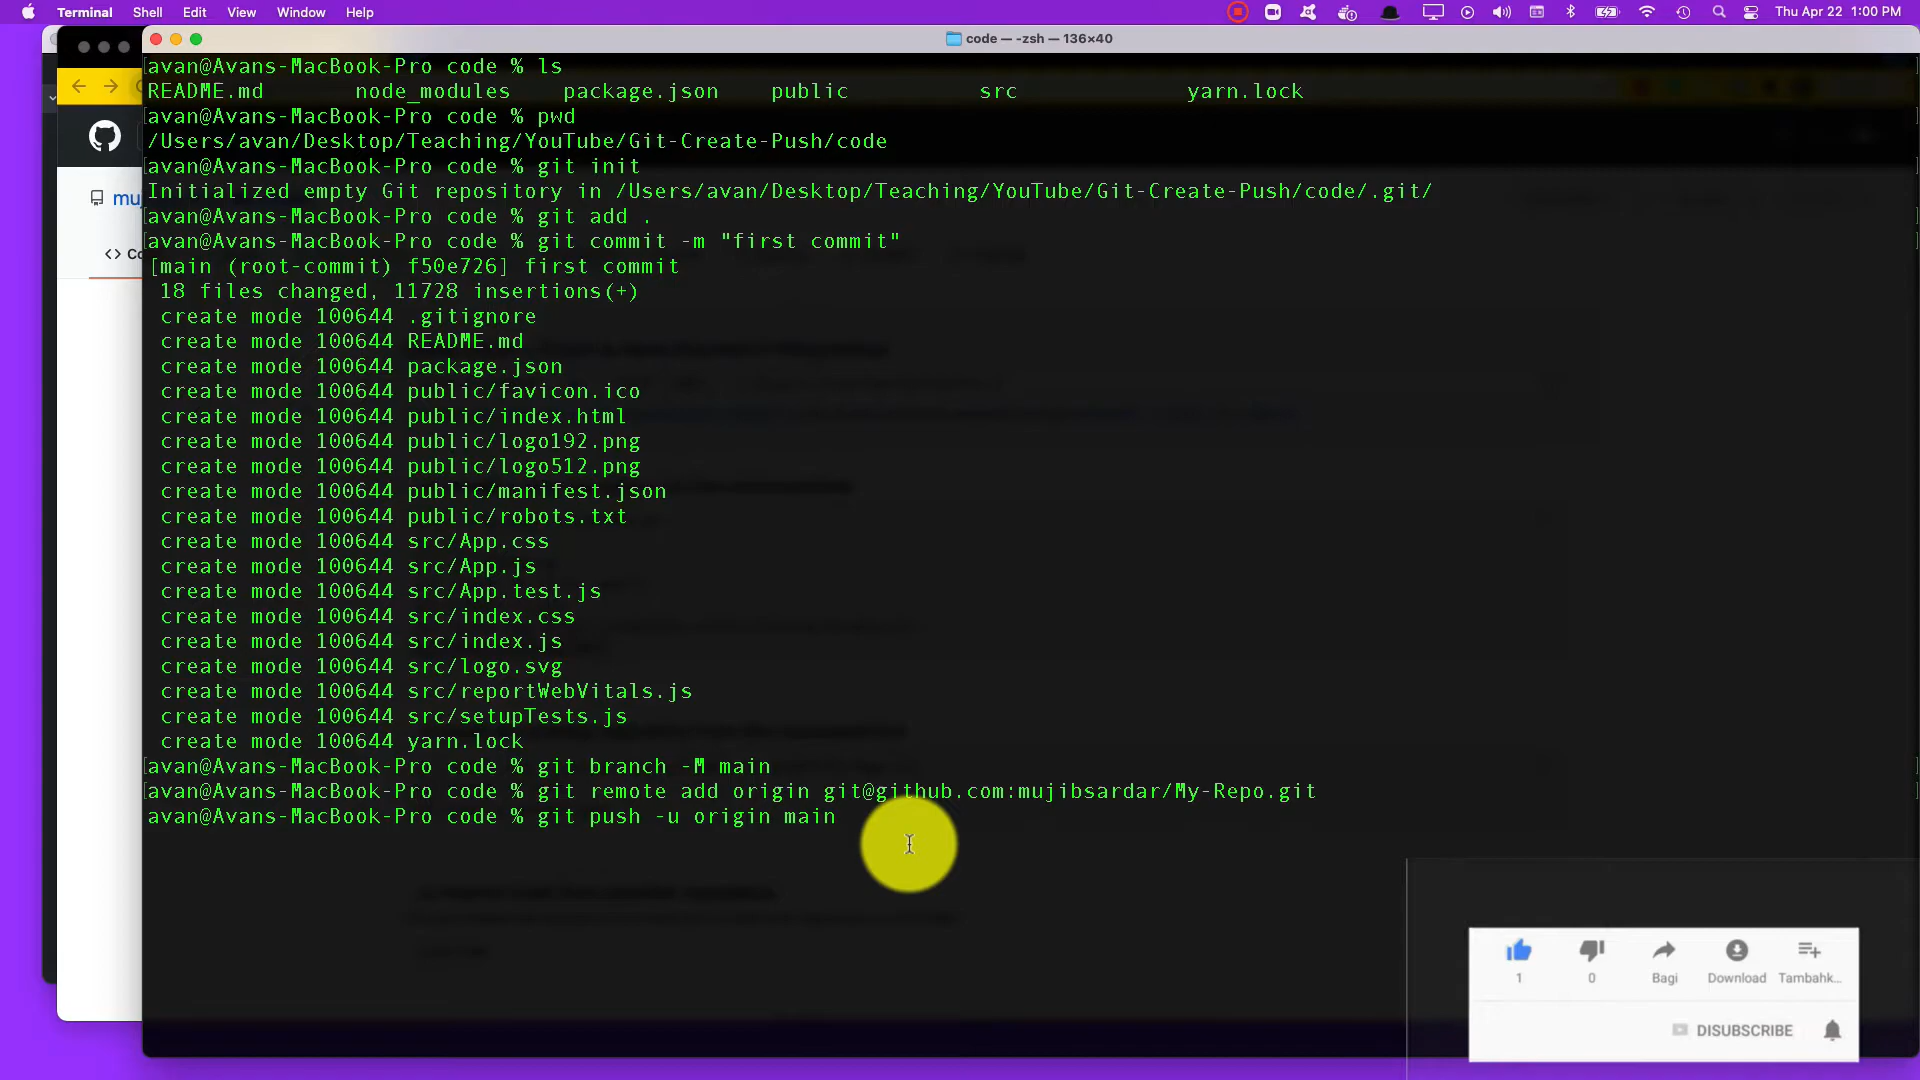 Terminal Shell Edit View Window Help Thu Apr 22 1:00 PM
code — -zsh — 136×40
avan@Avans-MacBook-Pro code % ls
README.md node_modules package.json public src yarn.lock
avan@Avans-MacBook-Pro code % pwd
/Users/avan/Desktop/Teaching/YouTube/Git-Create-Push/code
avan@Avans-MacBook-Pro code % git init
Initialized empty Git repository in /Users/avan/Desktop/Teaching/YouTube/Git-Create-Push/code/.git/
avan@Avans-MacBook-Pro code % git add .
avan@Avans-MacBook-Pro code % git commit -m "first commit"
[main (root-commit) f50e726] first commit
18 files changed, 11728 insertions(+)
create mode 100644 .gitignore
create mode 100644 README.md
create mode 100644 package.json
create mode 100644 public/favicon.ico
create mode 100644 public/index.html
create mode 100644 public/logo192.png
create mode 100644 public/logo512.png
create mode 100644 public/manifest.json
create mode 100644 public/robots.txt
create mode 100644 src/App.css
create mode 100644 src/App.js
create mode 100644 src/App.test.js
create mode 100644 src/index.css
create mode 100644 src/index.js
create mode 100644 src/logo.svg
create mode 100644 src/reportWebVitals.js
create mode 100644 src/setupTests.js
create mode 100644 yarn.lock
avan@Avans-MacBook-Pro code % git branch -M main
avan@Avans-MacBook-Pro code % git remote add origin git@github.com:mujibsardar/My-Repo.git
avan@Avans-MacBook-Pro code % git push -u origin main
muj
<> Co
1 0 Bagi Download Tambahk...
DISUBSCRIBE